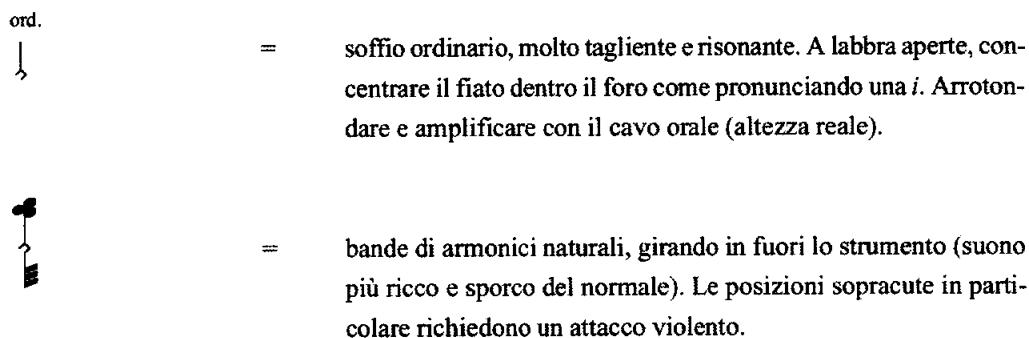 ord.
= soffio ordinario, molto tagliente e risonante. A labbra aperte, con-
centrare il fiato dentro il foro come pronunciando una i. Arroton-
dare e amplificare con il cavo orale (altezza reale).
= bande di armonici naturali, girando in fuori lo strumento (suono
più ricco e sporco del normale). Le posizioni sopracute in parti-
colare richiedono un attacco violento.